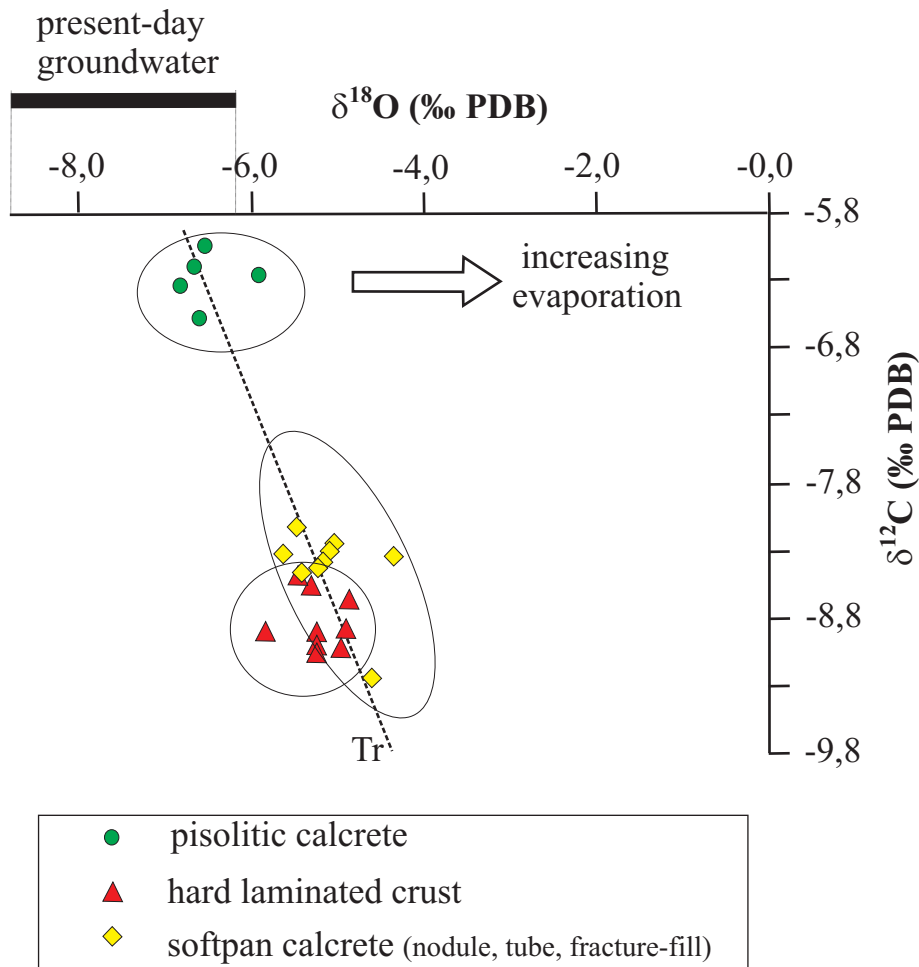 present-day
groundwater
δ18O (‰ PDB)
-8,0 -6,0 -4,0 -2,0 -0,0
-5,8
increasing
evaporation
-6,8
-7,8
-8,8
-9,8
δ12C (‰ PDB)
Tr
pisolitic calcrete
hard laminated crust
softpan calcrete (nodule, tube, fracture-fill)